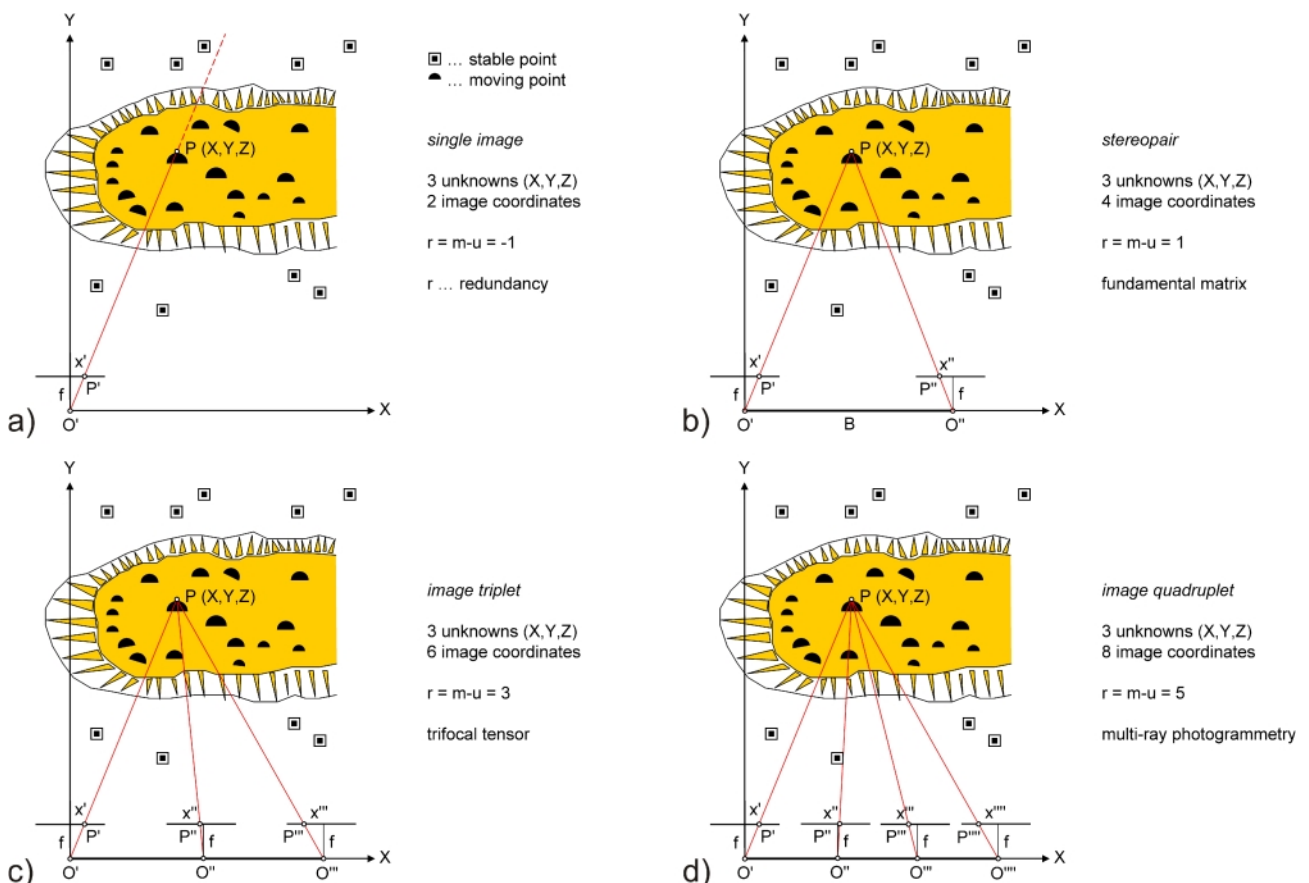 Y
… stable point
… moving point
P (X,Y,Z)
single image
3 unknowns (X,Y,Z)
2 image coordinates
r = m-u = -1
r … redundancy
x'
f
P'
O'
X
a)
Y
P (X,Y,Z)
stereopair
3 unknowns (X,Y,Z)
4 image coordinates
r = m-u = 1
fundamental matrix
x' x"
f P' P" f
O' B O" X
b)
Y
P (X,Y,Z)
image triplet
3 unknowns (X,Y,Z)
6 image coordinates
r = m-u = 3
trifocal tensor
x' x" x'''
f P' P" f P''' f
O' O" O''' X
c)
Y
P (X,Y,Z)
image quadruplet
3 unknowns (X,Y,Z)
8 image coordinates
r = m-u = 5
multi-ray photogrammetry
x' x" x''' x''''
f P' P" f P''' f P'''' f
O' O" O''' O'''' X
d)